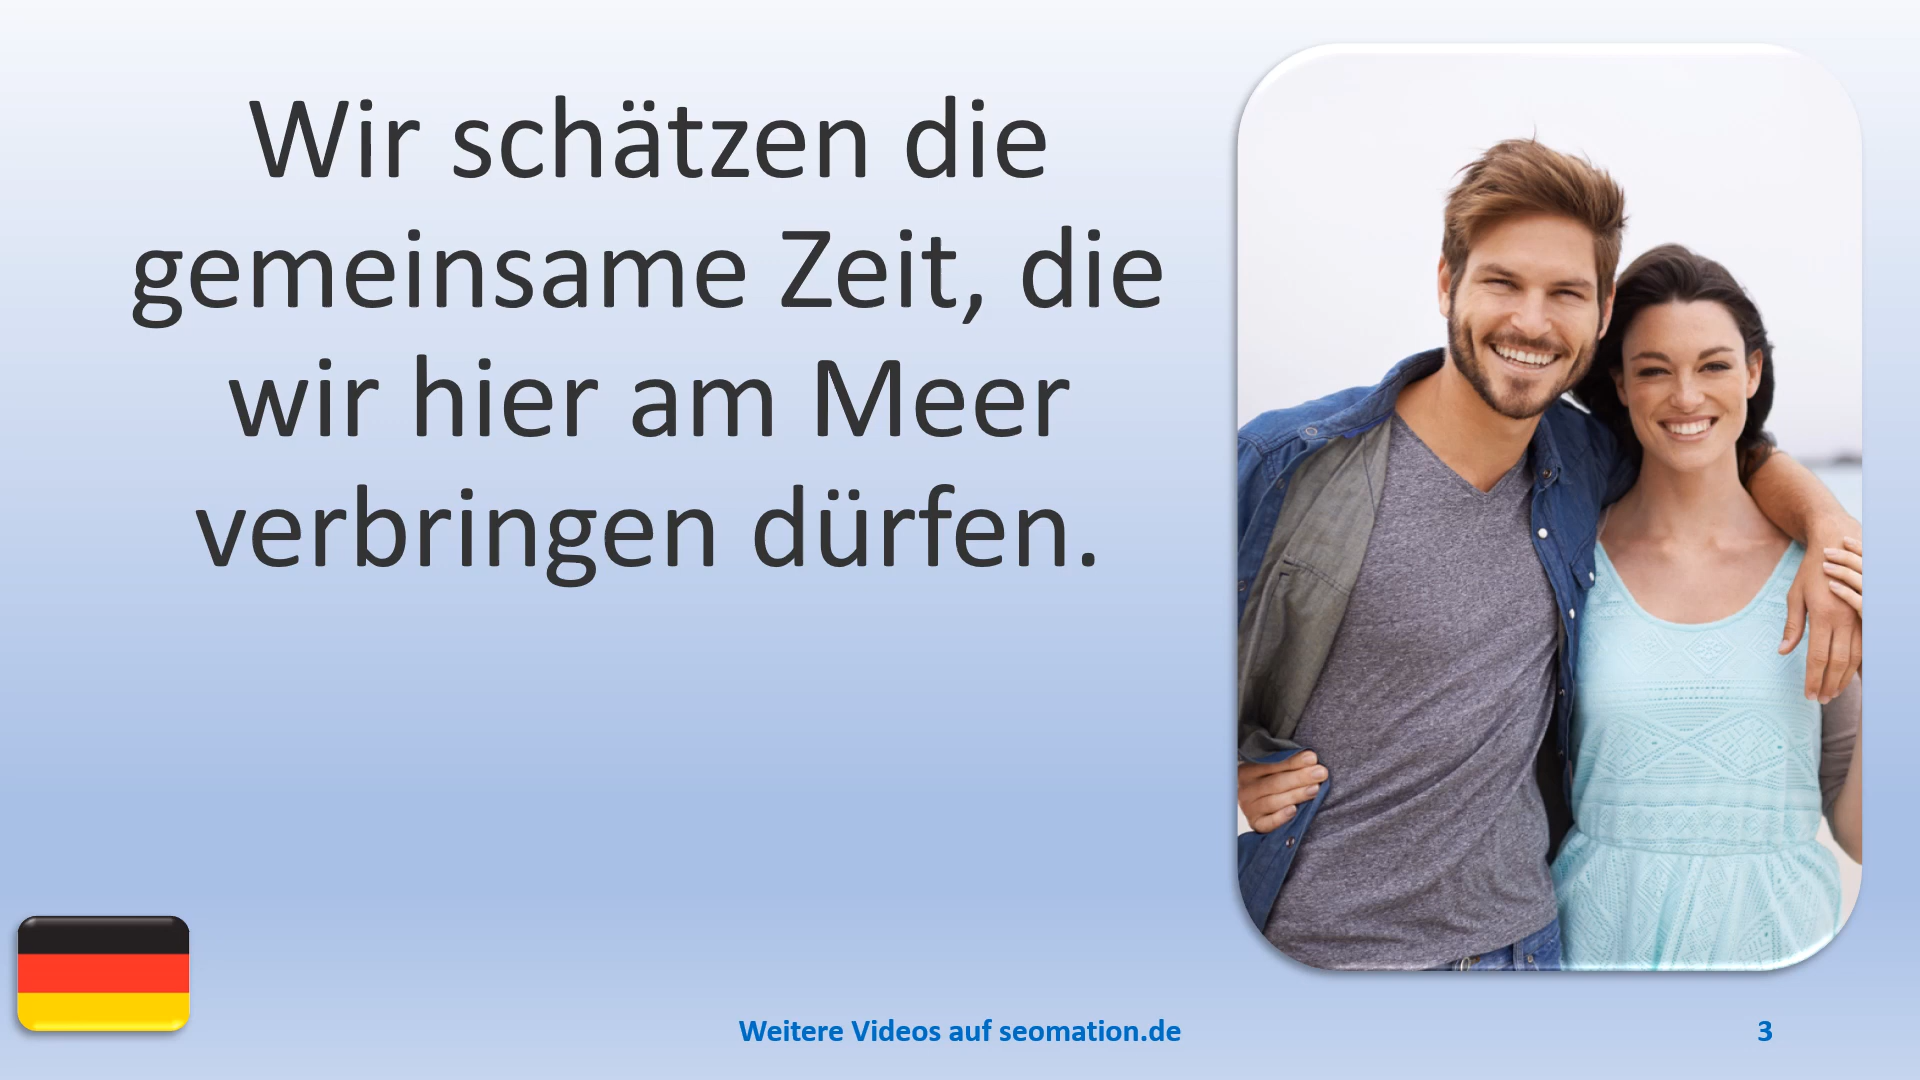 Wir schätzen die
gemeinsame Zeit, die
wir hier am Meer
verbringen dürfen.
Weitere Videos auf seomation.de
3